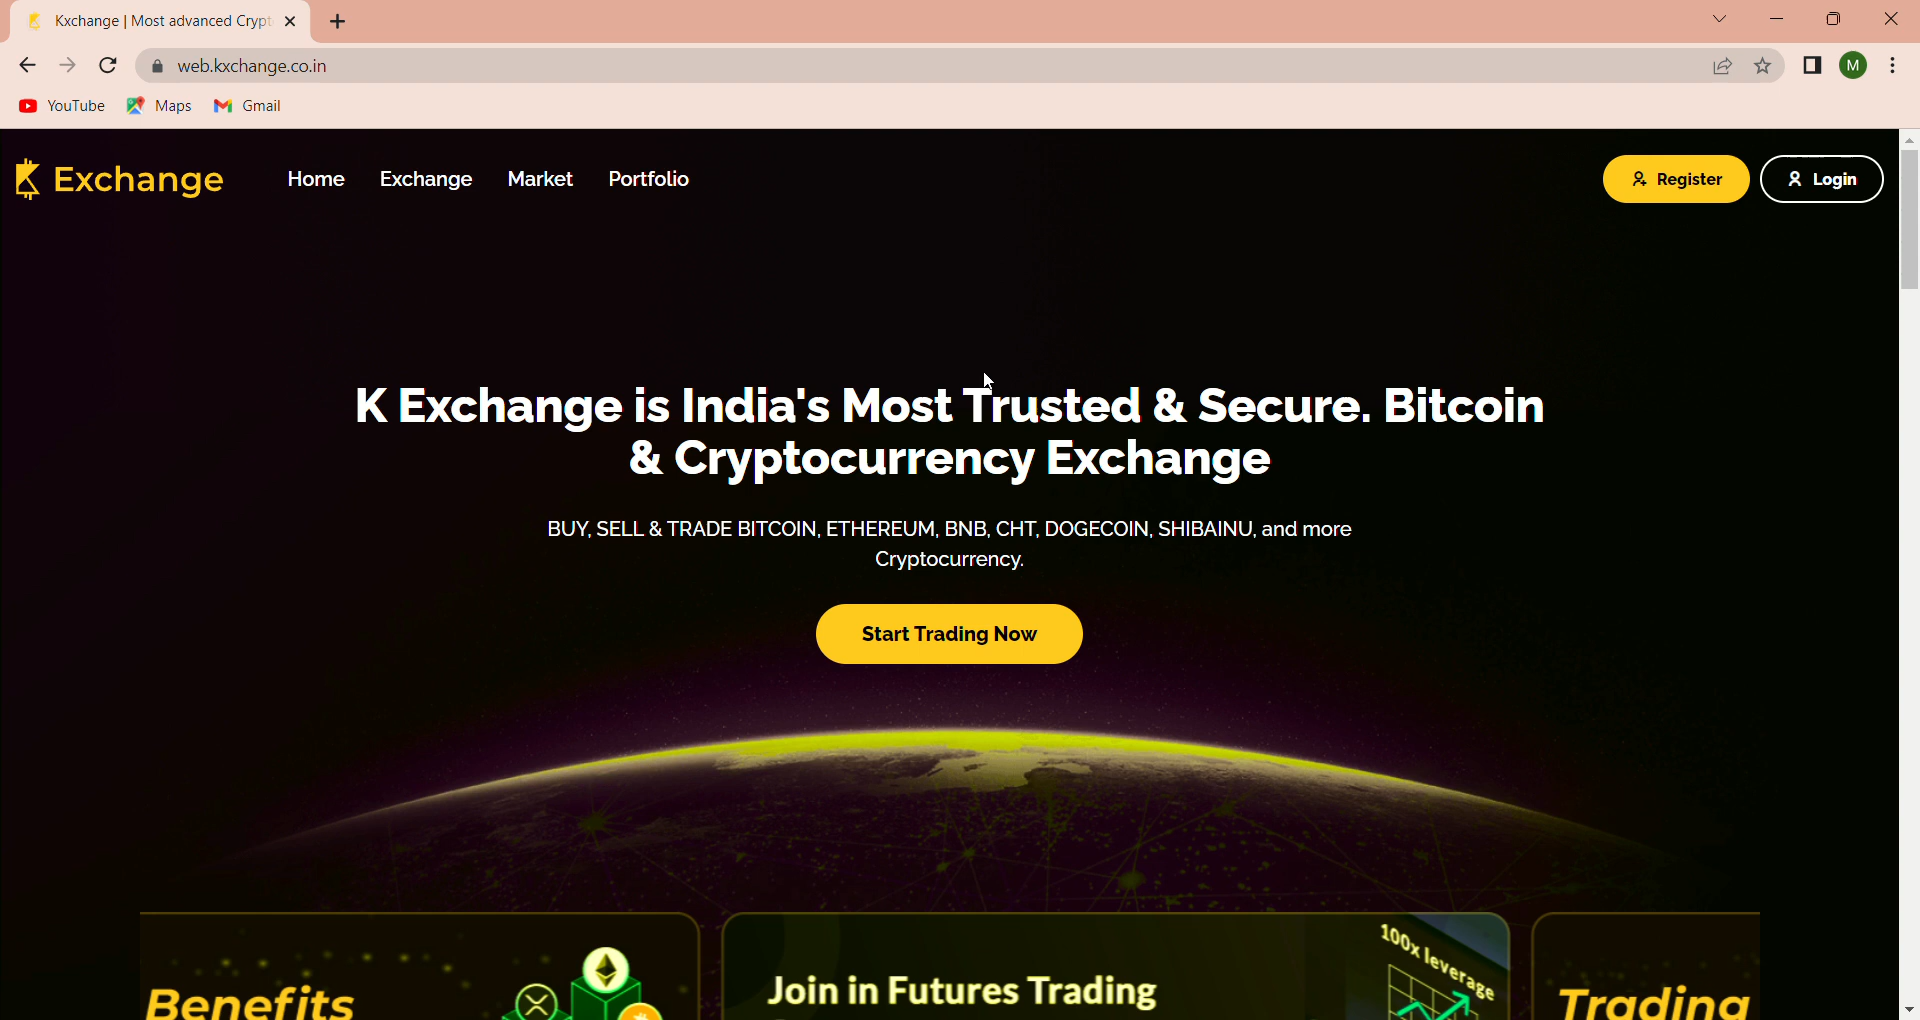 Kxchange | Most advanced Crypt
web.kxchange.co.in
M
YouTube Maps Gmail
Exchange Home Exchange Market Portfolio Register Login
K Exchange is India's Most Trusted & Secure. Bitcoin
& Cryptocurrency Exchange
BUY, SELL & TRADE BITCOIN, ETHEREUM, BNB, CHT, DOGECOIN, SHIBAINU, and more
Cryptocurrency.
Start Trading Now
Benefits
Join in Futures Trading
100x leverage
Trading